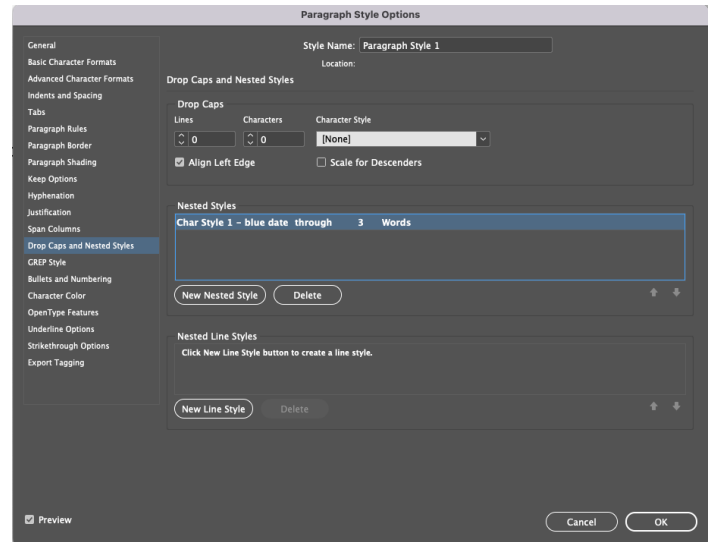 Paragraph Style Options
General
Basic Character Formats
Advanced Character Formats
Indents and Spacing
Tabs
Paragraph Rules
Paragraph Border
Paragraph Shading
Keep Options
Hyphenation
Justification
Span Columns
Drop Caps and Nested Styles
GREP Style
Bullets and Numbering
Character Color
OpenType Features
Underline Options
Strikethrough Options
Export Tagging
Style Name: Paragraph Style 1
Location:
Drop Caps and Nested Styles
Drop Caps
Lines Characters Character Style
0 0 [None]
Align Left Edge Scale for Descenders
Nested Styles
Char Style 1 – blue date through 3 Words
New Nested Style Delete
Nested Line Styles
Click New Line Style button to create a line style.
New Line Style Delete
Preview Cancel OK